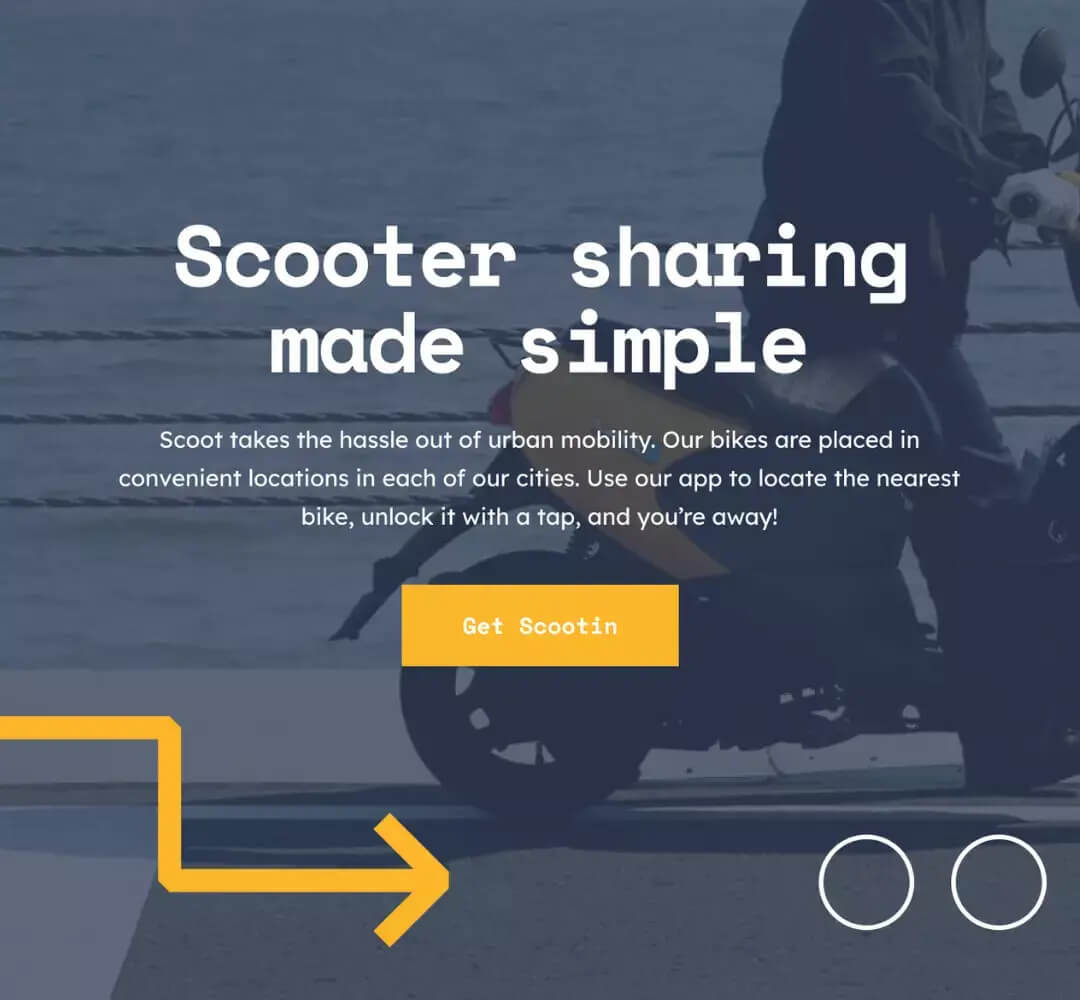 Scooter sharing
made simple
Scoot takes the hassle out of urban mobility. Our bikes are placed in
convenient locations in each of our cities. Use our app to locate the nearest
bike, unlock it with a tap, and you’re away!
Get Scootin